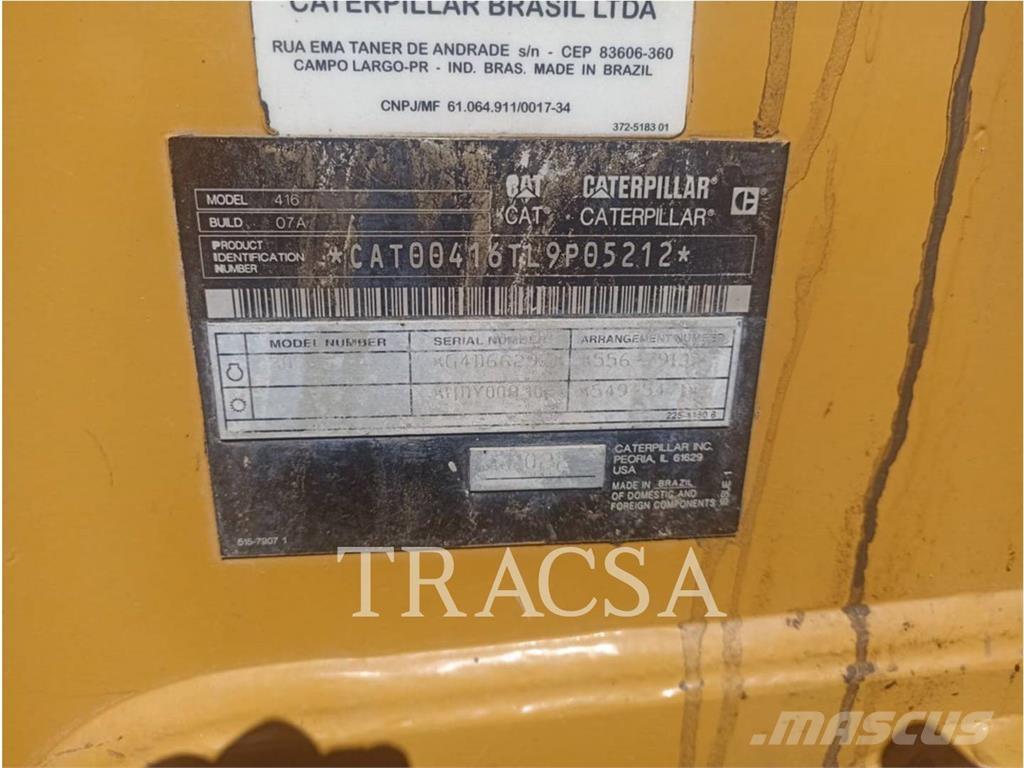 CATERPILLAR BRASIL LTDA
RUA EMA TANER DE ANDRADE s/n - CEP 83606-360
CAMPO LARGO-PR - IND. BRAS. MADE IN BRAZIL
CNPJ/MF 61.064.911/0017-34
372-5183 01
MODEL 416
CAT CATERPILLAR
BUILD 07A
"CAT" CATERPILLAR®
PRODUCT
IDENTIFICATION
NUMBER
*CAT00416TL9P05212*
MODEL NUMBER SERIAL NUMBER ARRANGEMENT NUMBER
CATERPILLAR INC.
PEORIA, IL 61629
USA
MADE IN BRAZIL
OF DOMESTIC AND
FOREIGN COMPONENTS
ISSUE 1
515-7907 1
TRACSA
MASCUS